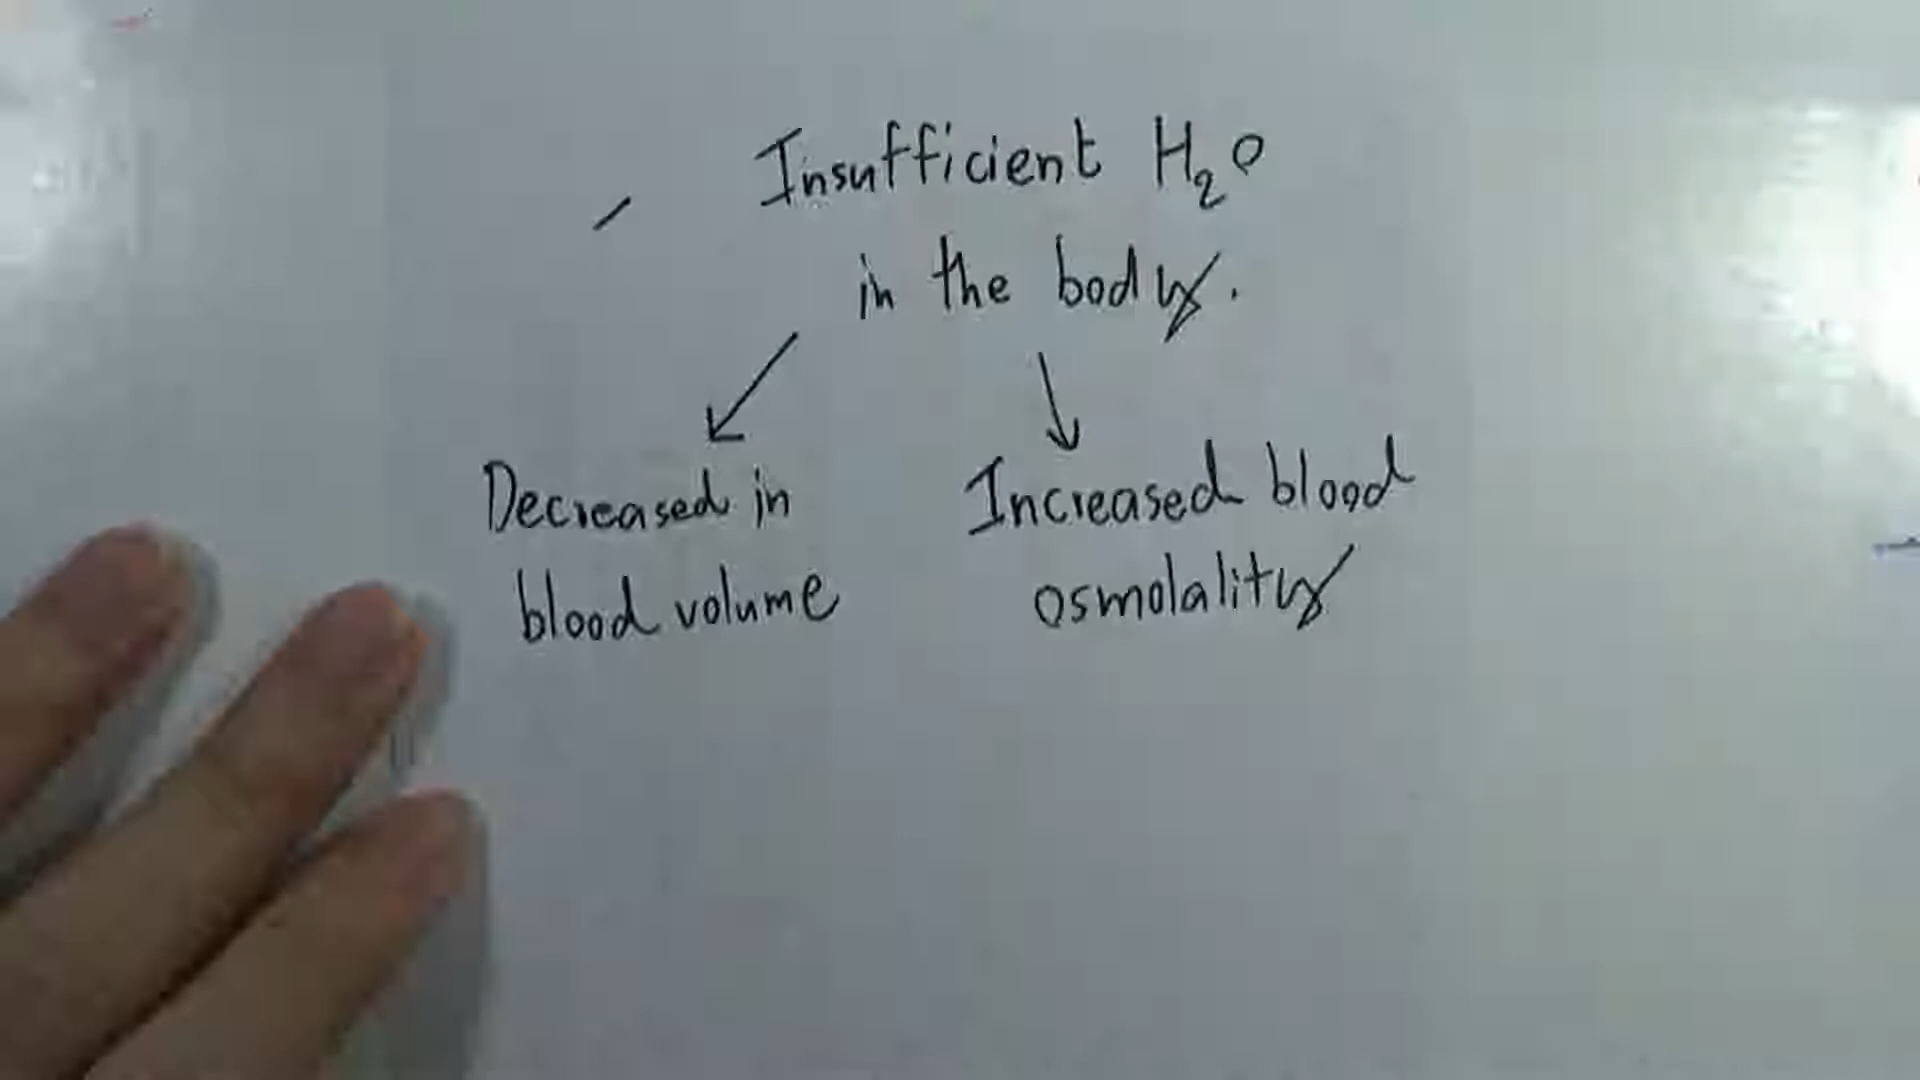 Insufficient H₂O
in the body.
Decreased in
blood volume
Increased blood
osmolality